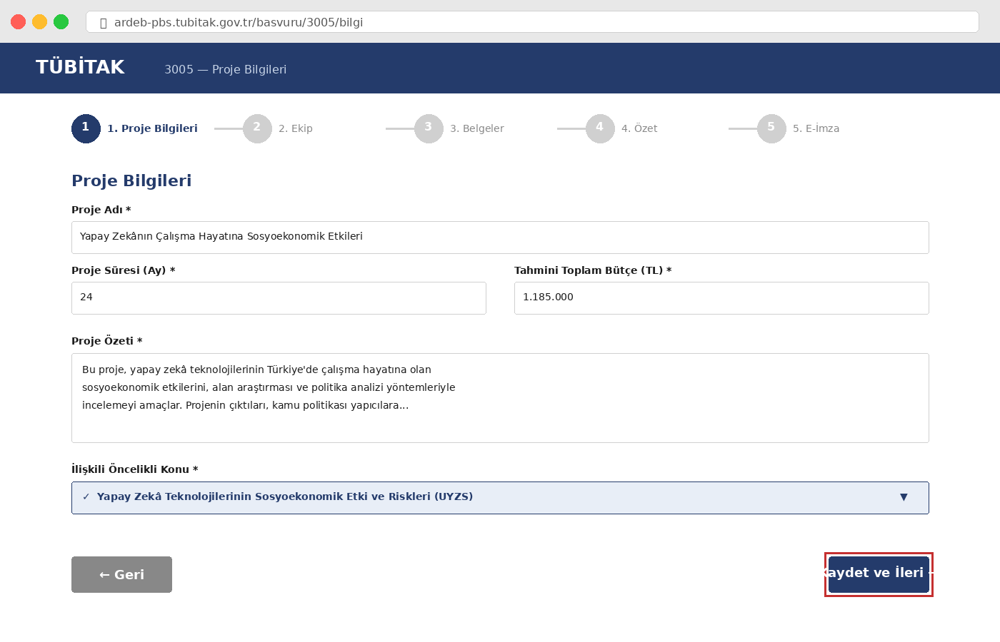 ardeb-pbs.tubitak.gov.tr/basvuru/3005/bilgi
TÜBİTAK 3005 — Proje Bilgileri
1 1. Proje Bilgileri 2 2. Ekip 3 3. Belgeler 4 4. Özet 5 5. E-İmza
Proje Bilgileri
Proje Adı *
Yapay Zekânın Çalışma Hayatına Sosyoekonomik Etkileri
Proje Süresi (Ay) * Tahmini Toplam Bütçe (TL) *
24 1.185.000
Proje Özeti *
Bu proje, yapay zekâ teknolojilerinin Türkiye'de çalışma hayatına olan
sosyoekonomik etkilerini, alan araştırması ve politika analizi yöntemleriyle
incelemeyi amaçlar. Projenin çıktıları, kamu politikası yapıcılara...
İlişkili Öncelikli Konu *
✓ Yapay Zekâ Teknolojilerinin Sosyoekonomik Etki ve Riskleri (UYZS) ▼
← Geri Kaydet ve İleri →